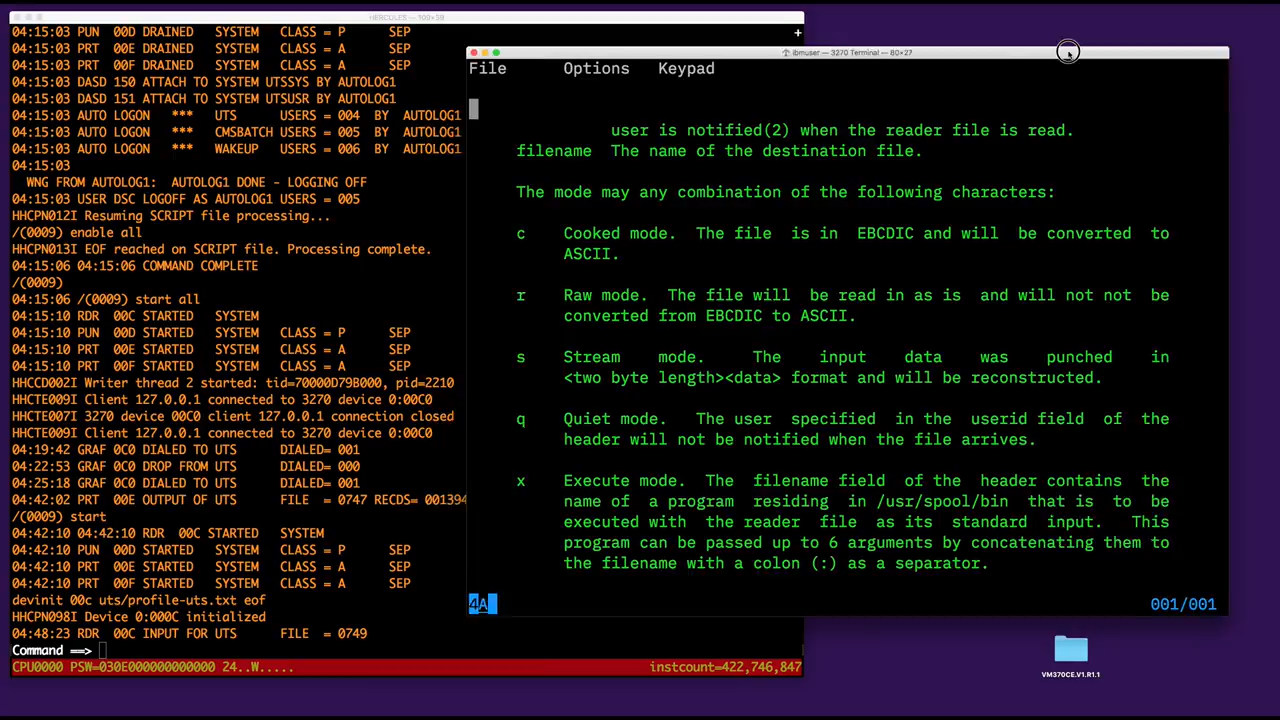 HERCULES — 100×39
04:15:03 PUN  00D DRAINED   SYSTEM   CLASS = P      SEP
04:15:03 PRT  00E DRAINED   SYSTEM   CLASS = A      SEP
04:15:03 PRT  00F DRAINED   SYSTEM   CLASS = A      SEP
04:15:03 DASD 150 ATTACH TO SYSTEM UTSSYS BY AUTOLOG1
04:15:03 DASD 151 ATTACH TO SYSTEM UTSUSR BY AUTOLOG1
04:15:03 AUTO LOGON   ***   UTS      USERS = 004  BY  AUTOLOG1
04:15:03 AUTO LOGON   ***   CMSBATCH USERS = 005  BY  AUTOLOG1
04:15:03 AUTO LOGON   ***   WAKEUP   USERS = 006  BY  AUTOLOG1
04:15:03
WNG FROM AUTOLOG1:  AUTOLOG1 DONE - LOGGING OFF
04:15:03 USER DSC LOGOFF AS AUTOLOG1 USERS = 005
HHCPN012I Resuming SCRIPT file processing...
/(0009) enable all
HHCPN013I EOF reached on SCRIPT file. Processing complete.
04:15:06 04:15:06 COMMAND COMPLETE
/(0009)
04:15:06 /(0009) start all
04:15:10 RDR  00C STARTED   SYSTEM
04:15:10 PUN  00D STARTED   SYSTEM   CLASS = P      SEP
04:15:10 PRT  00E STARTED   SYSTEM   CLASS = A      SEP
04:15:10 PRT  00F STARTED   SYSTEM   CLASS = A      SEP
HHCCD002I Writer thread 2 started: tid=70000D79B000, pid=2210
HHCTE009I Client 127.0.0.1 connected to 3270 device 0:00C0
HHCTE007I 3270 device 00C0 client 127.0.0.1 connection closed
HHCTE009I Client 127.0.0.1 connected to 3270 device 0:00C0
04:19:42 GRAF 0C0 DIALED TO UTS      DIALED= 001
04:22:53 GRAF 0C0 DROP FROM UTS      DIALED= 000
04:25:18 GRAF 0C0 DIALED TO UTS      DIALED= 001
04:42:02 PRT  00E OUTPUT OF UTS      FILE  = 0747 RECDS= 001394
/(0009) start
04:42:10 04:42:10 RDR  00C STARTED   SYSTEM
04:42:10 PUN  00D STARTED   SYSTEM   CLASS = P      SEP
04:42:10 PRT  00E STARTED   SYSTEM   CLASS = A      SEP
04:42:10 PRT  00F STARTED   SYSTEM   CLASS = A      SEP
devinit 00c uts/profile-uts.txt eof
HHCPN098I Device 0:000C initialized
04:48:23 RDR  00C INPUT FOR UTS      FILE  = 0749
Command ==>
CPU0000 PSW=030E000000000000 24..W..... instcount=422,746,847
ibmuser — 3270 Terminal — 80×27
File Options Keypad
user is notified(2) when the reader file is read.
filename  The name of the destination file.
The mode may any combination of the following characters:
c    Cooked mode.  The file  is in  EBCDIC and will  be converted  to
ASCII.
r    Raw mode.  The file will  be read in as is  and will not not  be
converted from EBCDIC to ASCII.
s    Stream    mode.    The    input    data    was    punched    in
<two byte length><data> format and will be reconstructed.
q    Quiet mode.   The user  specified  in the userid field  of  the
header will not be notified when the file arrives.
x    Execute mode.  The filename field of  the header contains  the
name of  a program  residing  in /usr/spool/bin  that is  to  be
executed with  the reader  file  as its  standard  input.   This
program can be passed up to 6 arguments by concatenating them to
the filename with a colon (:) as a separator.
4A 001/001
VM370CE.V1.R1.1